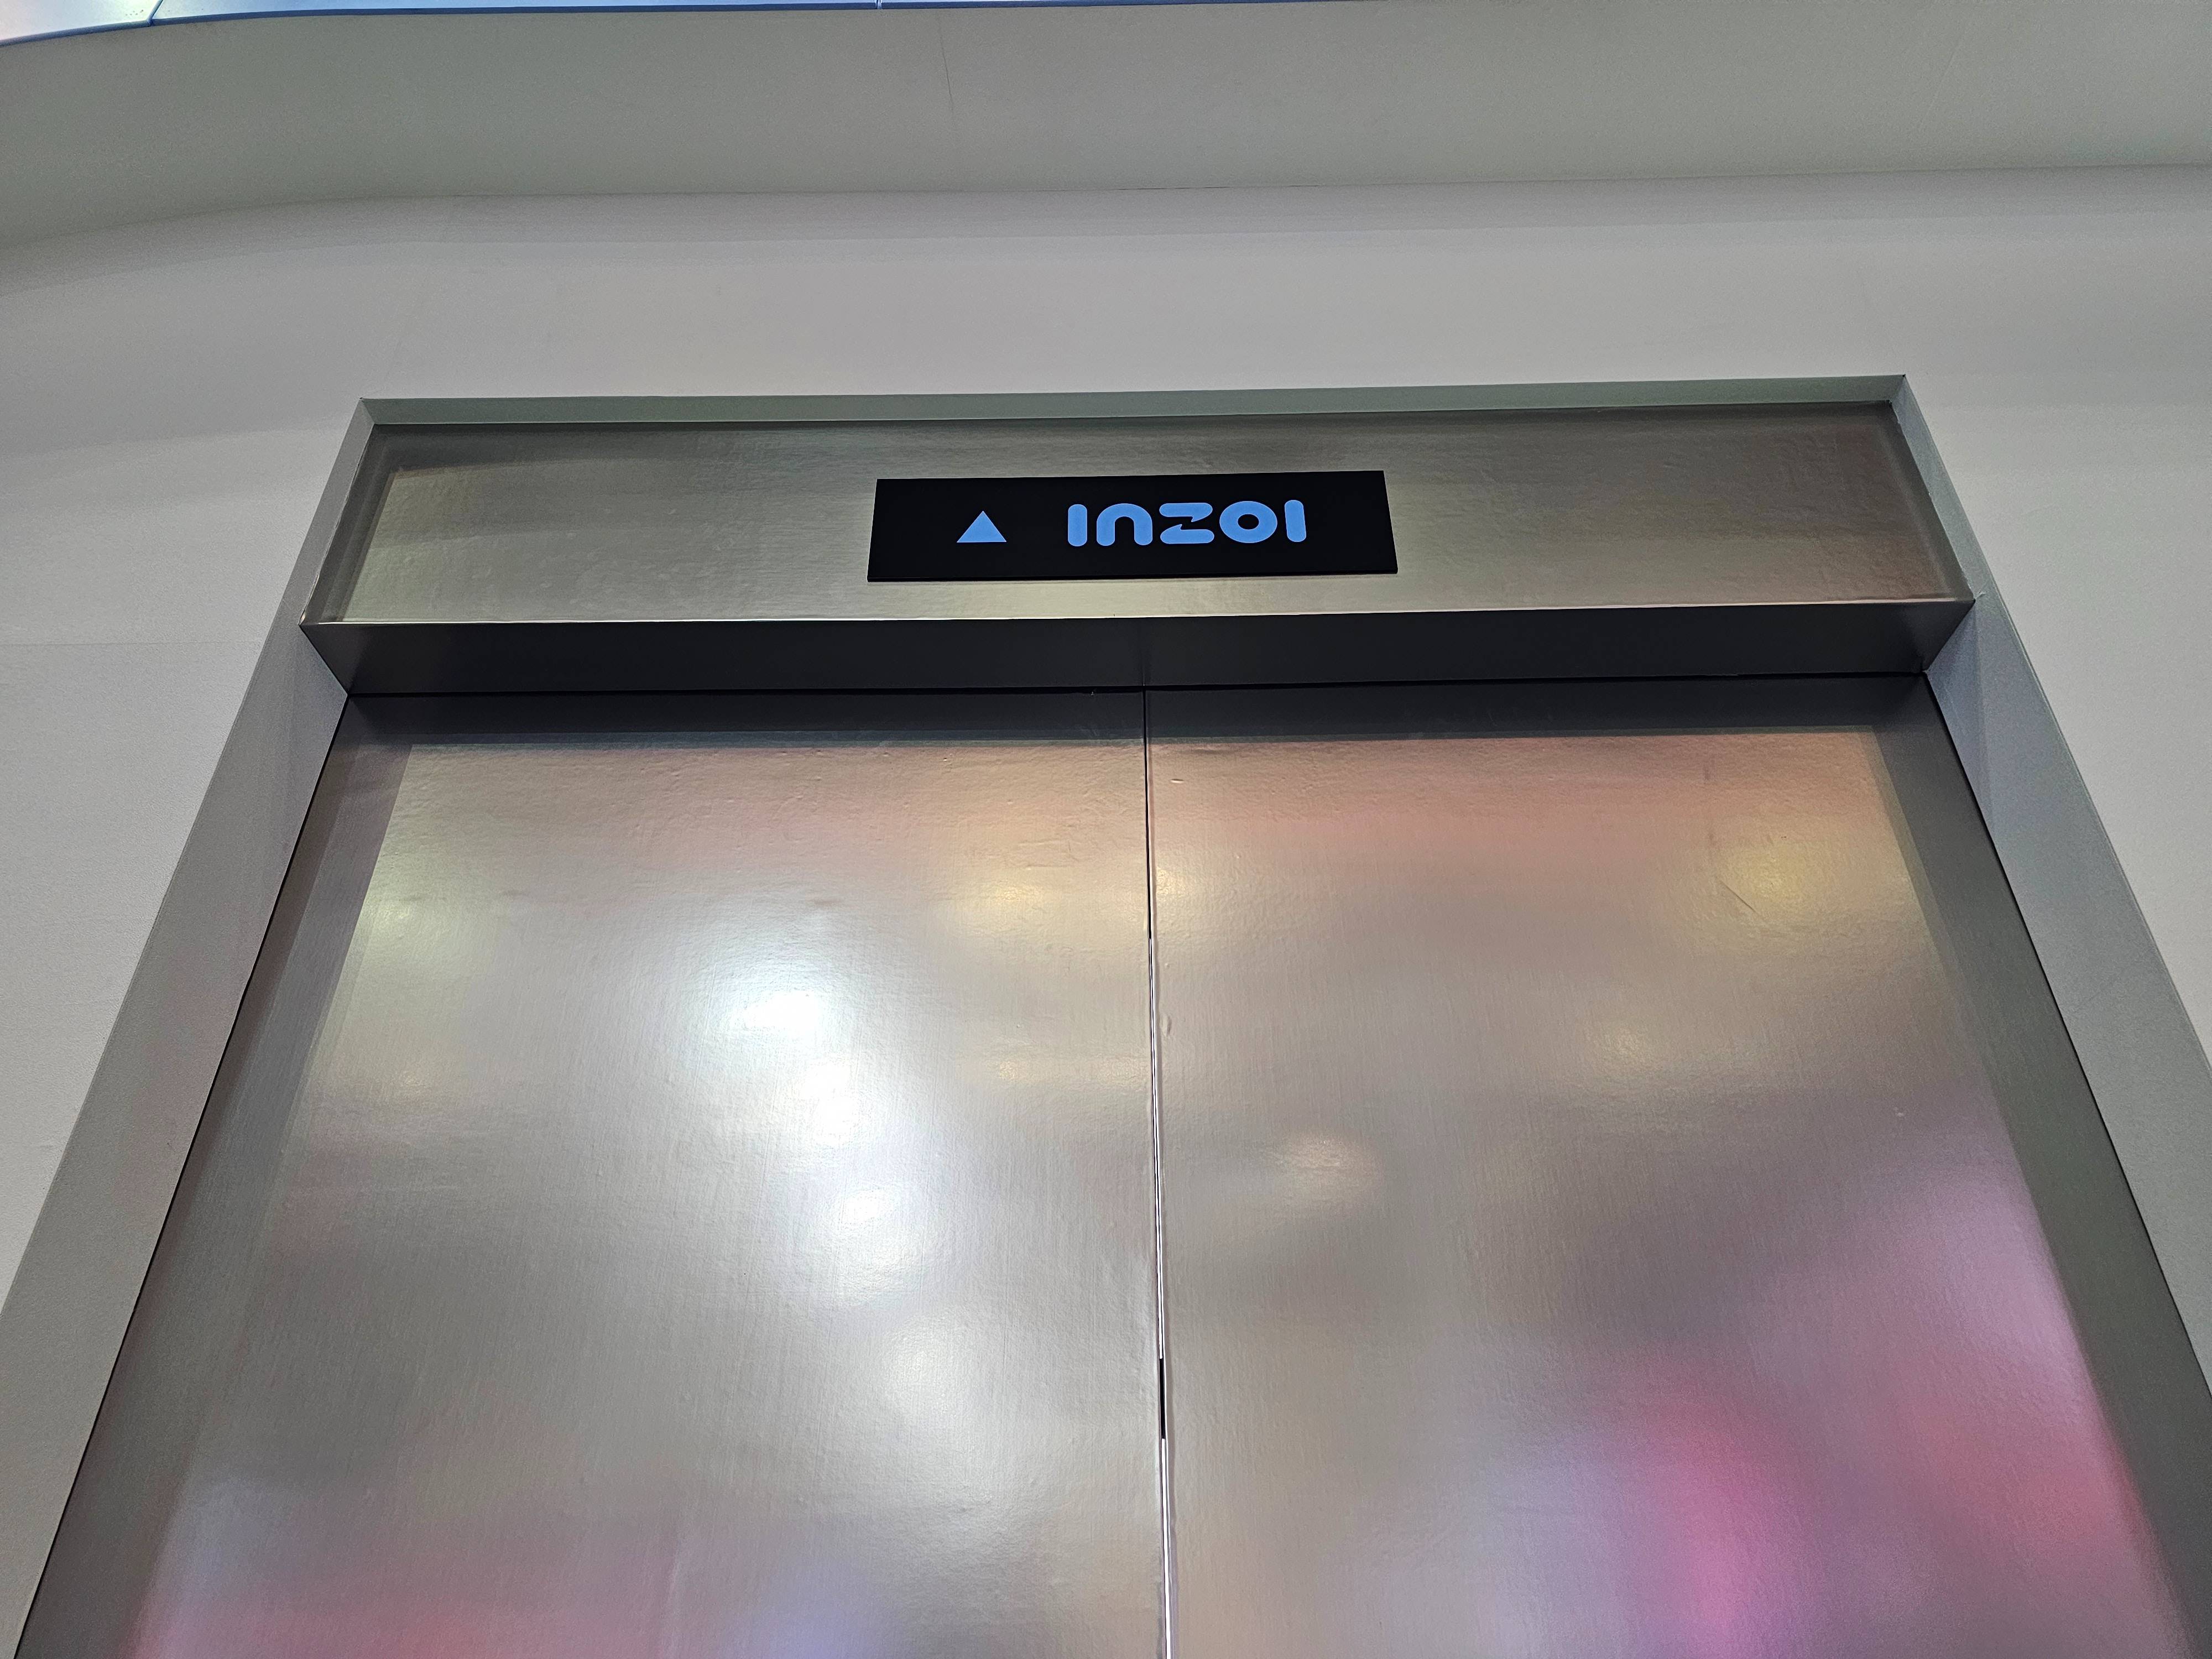 ▲ inzoi